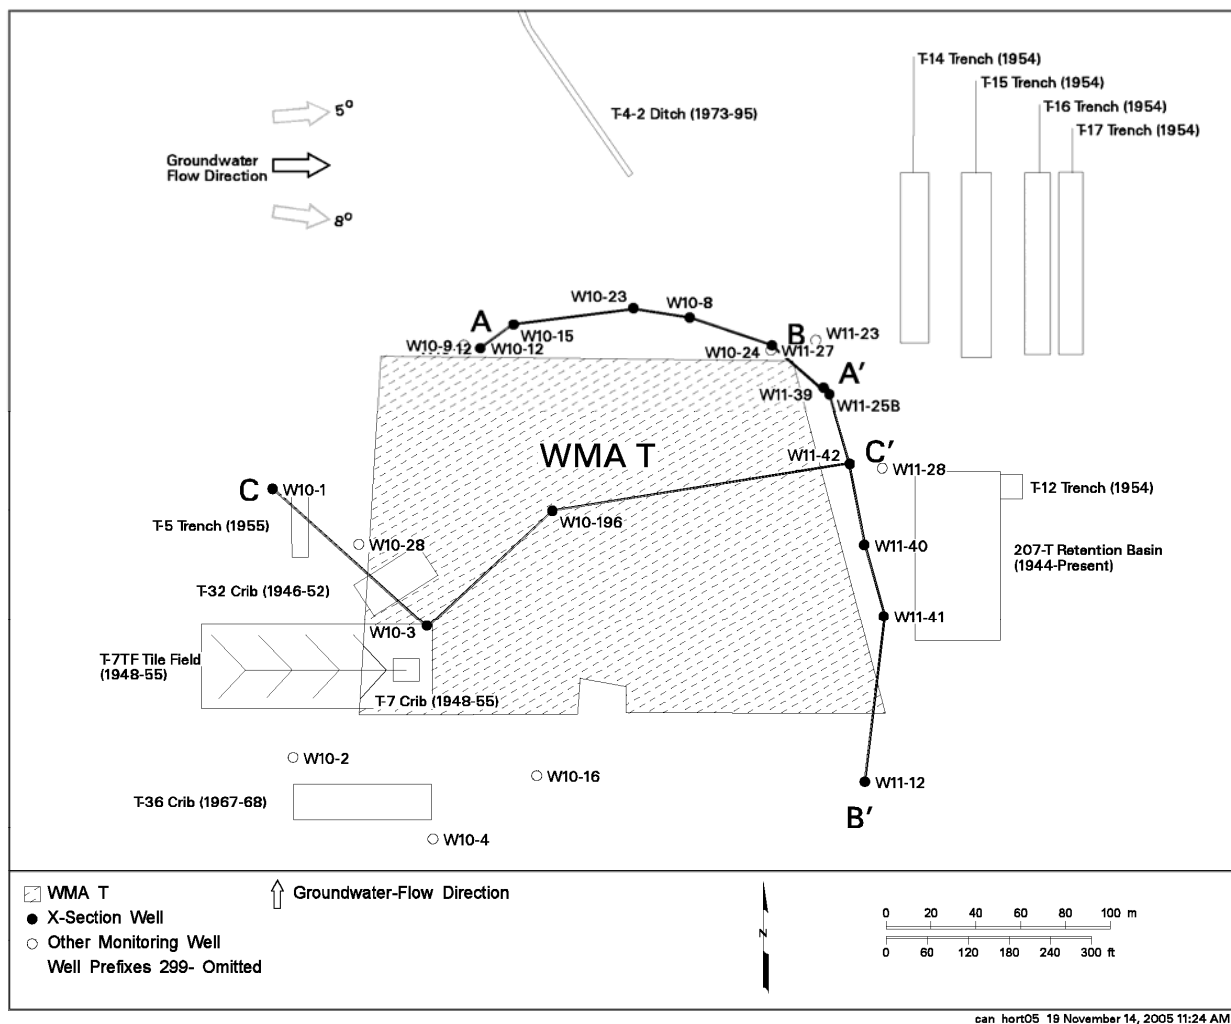 T-14 Trench (1954)
T-15 Trench (1954)
T-16 Trench (1954)
T-17 Trench (1954)
T-4-2 Ditch (1973-95)
5°
Groundwater
Flow Direction
8°
W10-23
W10-8
A
W10-15
B
W11-23
W10-9
12
W10-12
W10-24
W11-27
A′
W11-39
W11-25B
WMA T
W11-42
C′
W11-28
C
W10-1
T-12 Trench (1954)
T-5 Trench (1955)
W10-196
W10-28
W11-40
207-T Retention Basin
(1944-Present)
T-32 Crib (1946-52)
W10-3
W11-41
T-7TF Tile Field
(1948-55)
T-7 Crib (1948-55)
W10-2
W10-16
W11-12
T-36 Crib (1967-68)
B′
W10-4
WMA T
Groundwater-Flow Direction
X-Section Well
Other Monitoring Well
Well Prefixes 299- Omitted
N
0 20 40 60 80 100 m
0 60 120 180 240 300 ft
can_hort05_19 November 14, 2005 11:24 AM